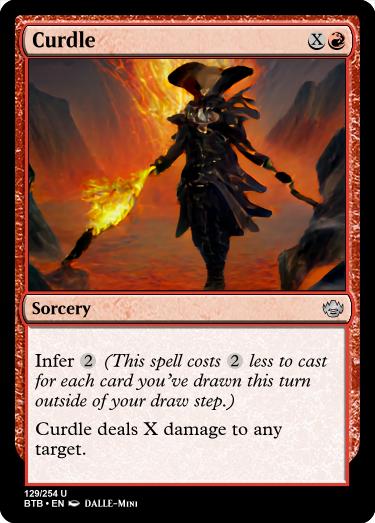 Curdle X
Sorcery
Infer 2 (This spell costs 2 less to cast
for each card you've drawn this turn
outside of your draw step.)
Curdle deals X damage to any
target.
129/254 U
BTB • EN DALLE-Mini